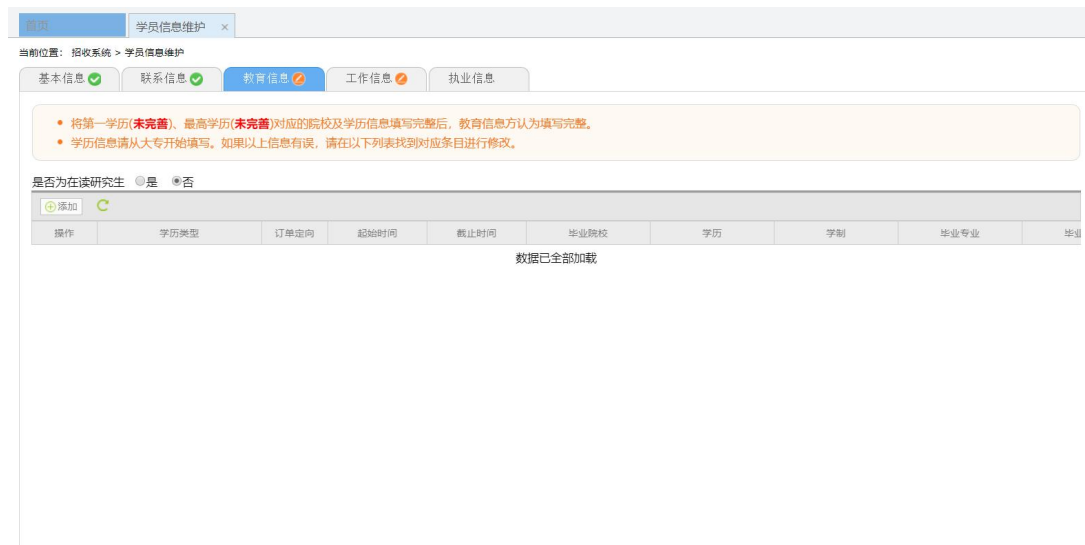 首页 学员信息维护 ×
当前位置： 招收系统 > 学员信息维护
基本信息 联系信息 教育信息 工作信息 执业信息
• 将第一学历(未完善)、最高学历(未完善)对应的院校及学历信息填写完整后，教育信息方认为填写完整。
• 学历信息请从大专开始填写。如果以上信息有误，请在以下列表找到对应条目进行修改。
是否为在读研究生 是 否
添加
操作 学历类型 订单定向 起始时间 截止时间 毕业院校 学历 学制 毕业专业 毕业
数据已全部加载